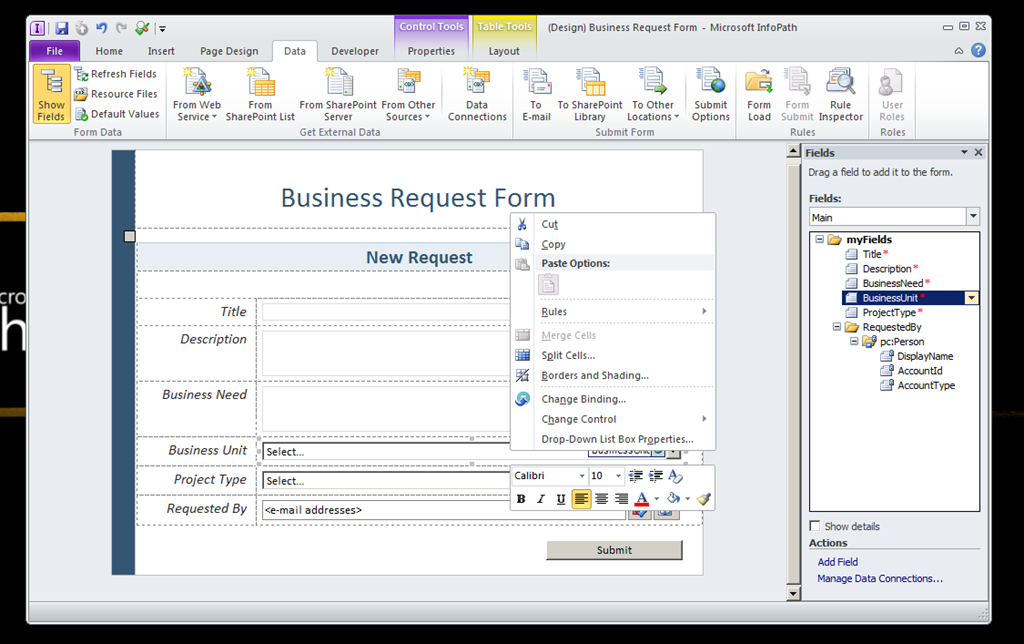 Control Tools
Table Tools
(Design) Business Request Form - Microsoft InfoPath
File
Home
Insert
Page Design
Data
Developer
Properties
Layout
Show Fields
Refresh Fields
Resource Files
Default Values
From Web Service
From SharePoint List
From SharePoint Server
From Other Sources
Data Connections
To E-mail
To SharePoint Library
To Other Locations
Submit Options
Form Load
Form Submit
Rule Inspector
User Roles
Form Data
Get External Data
Submit Form
Rules
Roles
Business Request Form
New Request
Title
Description
Business Need
Business Unit
Select...
BusinessUnit
Project Type
Select...
Requested By
<e-mail addresses>
Submit
Cut
Copy
Paste Options:
Rules
Merge Cells
Split Cells...
Borders and Shading...
Change Binding...
Change Control
Drop-Down List Box Properties...
Calibri
10
B I U A
Fields
Drag a field to add it to the form.
Fields:
Main
myFields
Title *
Description *
BusinessNeed *
BusinessUnit *
ProjectType *
RequestedBy
pc:Person
DisplayName
AccountId
AccountType
Show details
Actions
Add Field
Manage Data Connections...